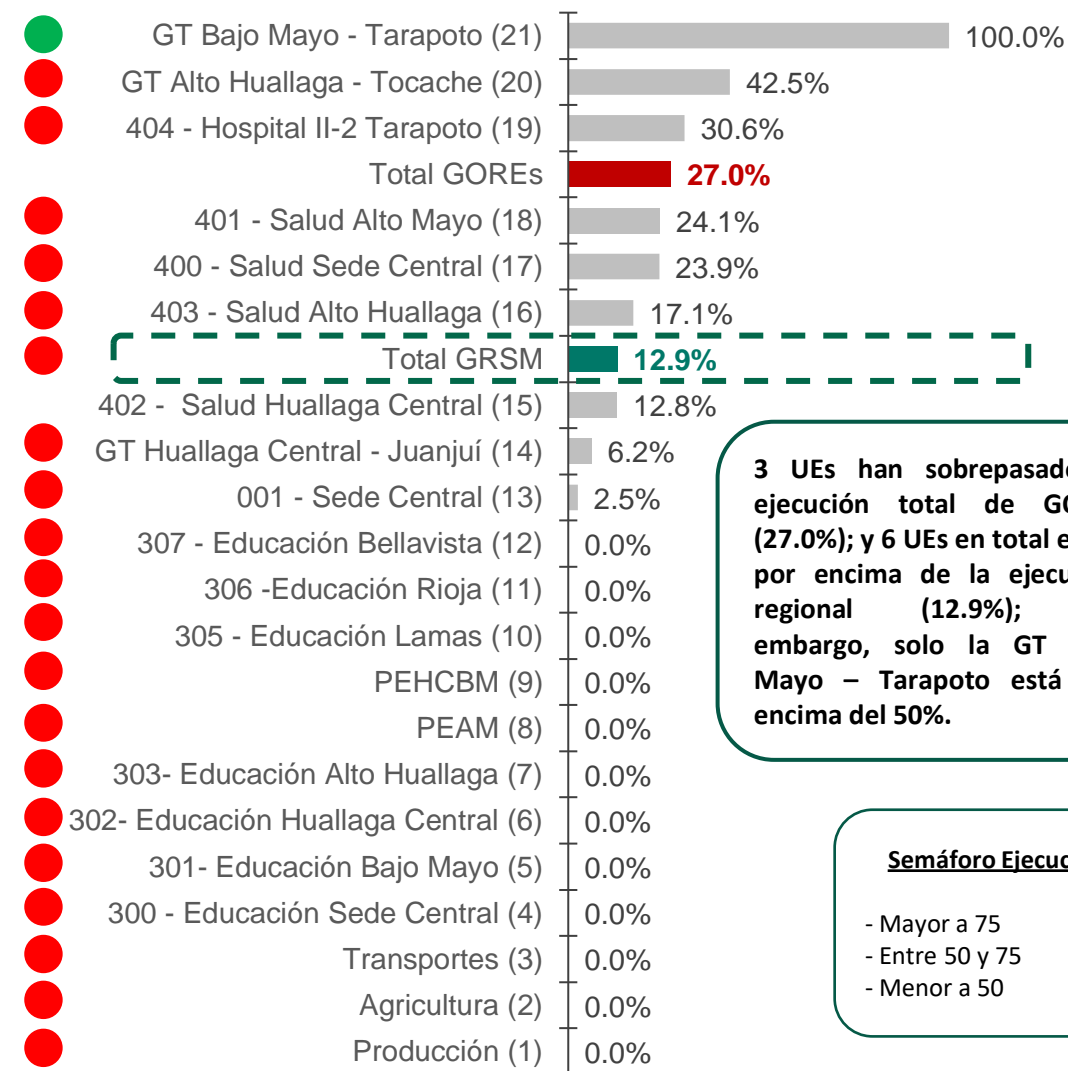 GT Bajo Mayo - Tarapoto (21) 100.0%
GT Alto Huallaga - Tocache (20) 42.5%
404 - Hospital II-2 Tarapoto (19) 30.6%
Total GOREs 27.0%
401 - Salud Alto Mayo (18) 24.1%
400 - Salud Sede Central (17) 23.9%
403 - Salud Alto Huallaga (16) 17.1%
Total GRSM 12.9%
402 - Salud Huallaga Central (15) 12.8%
GT Huallaga Central - Juanjuí (14) 6.2%
001 - Sede Central (13) 2.5%
307 - Educación Bellavista (12) 0.0%
306 -Educación Rioja (11) 0.0%
305 - Educación Lamas (10) 0.0%
PEHCBM (9) 0.0%
PEAM (8) 0.0%
303- Educación Alto Huallaga (7) 0.0%
302- Educación Huallaga Central (6) 0.0%
301- Educación Bajo Mayo (5) 0.0%
300 - Educación Sede Central (4) 0.0%
Transportes (3) 0.0%
Agricultura (2) 0.0%
Producción (1) 0.0%
3 UEs han
ejecución total de
(27.0%); y 6 UEs en total
por encima de la
regional (12.9%);
embargo, solo la GT
Mayo – Tarapoto está
encima del 50%.
Semáforo
- Mayor a 75
- Entre 50 y 75
- Menor a 50